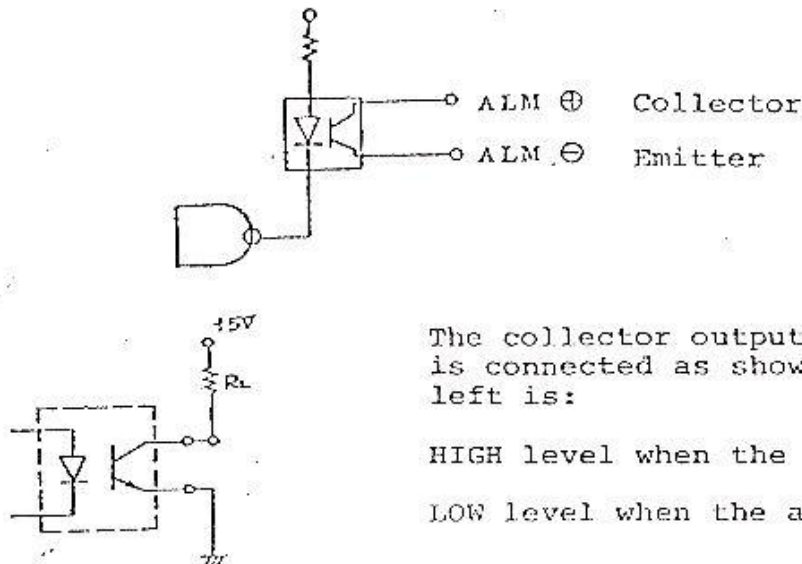 ALM ⊕ Collector
ALM ⊖ Emitter
+5V
RL
The collector output
is connected as show
left is:
HIGH level when the
LOW level when the a